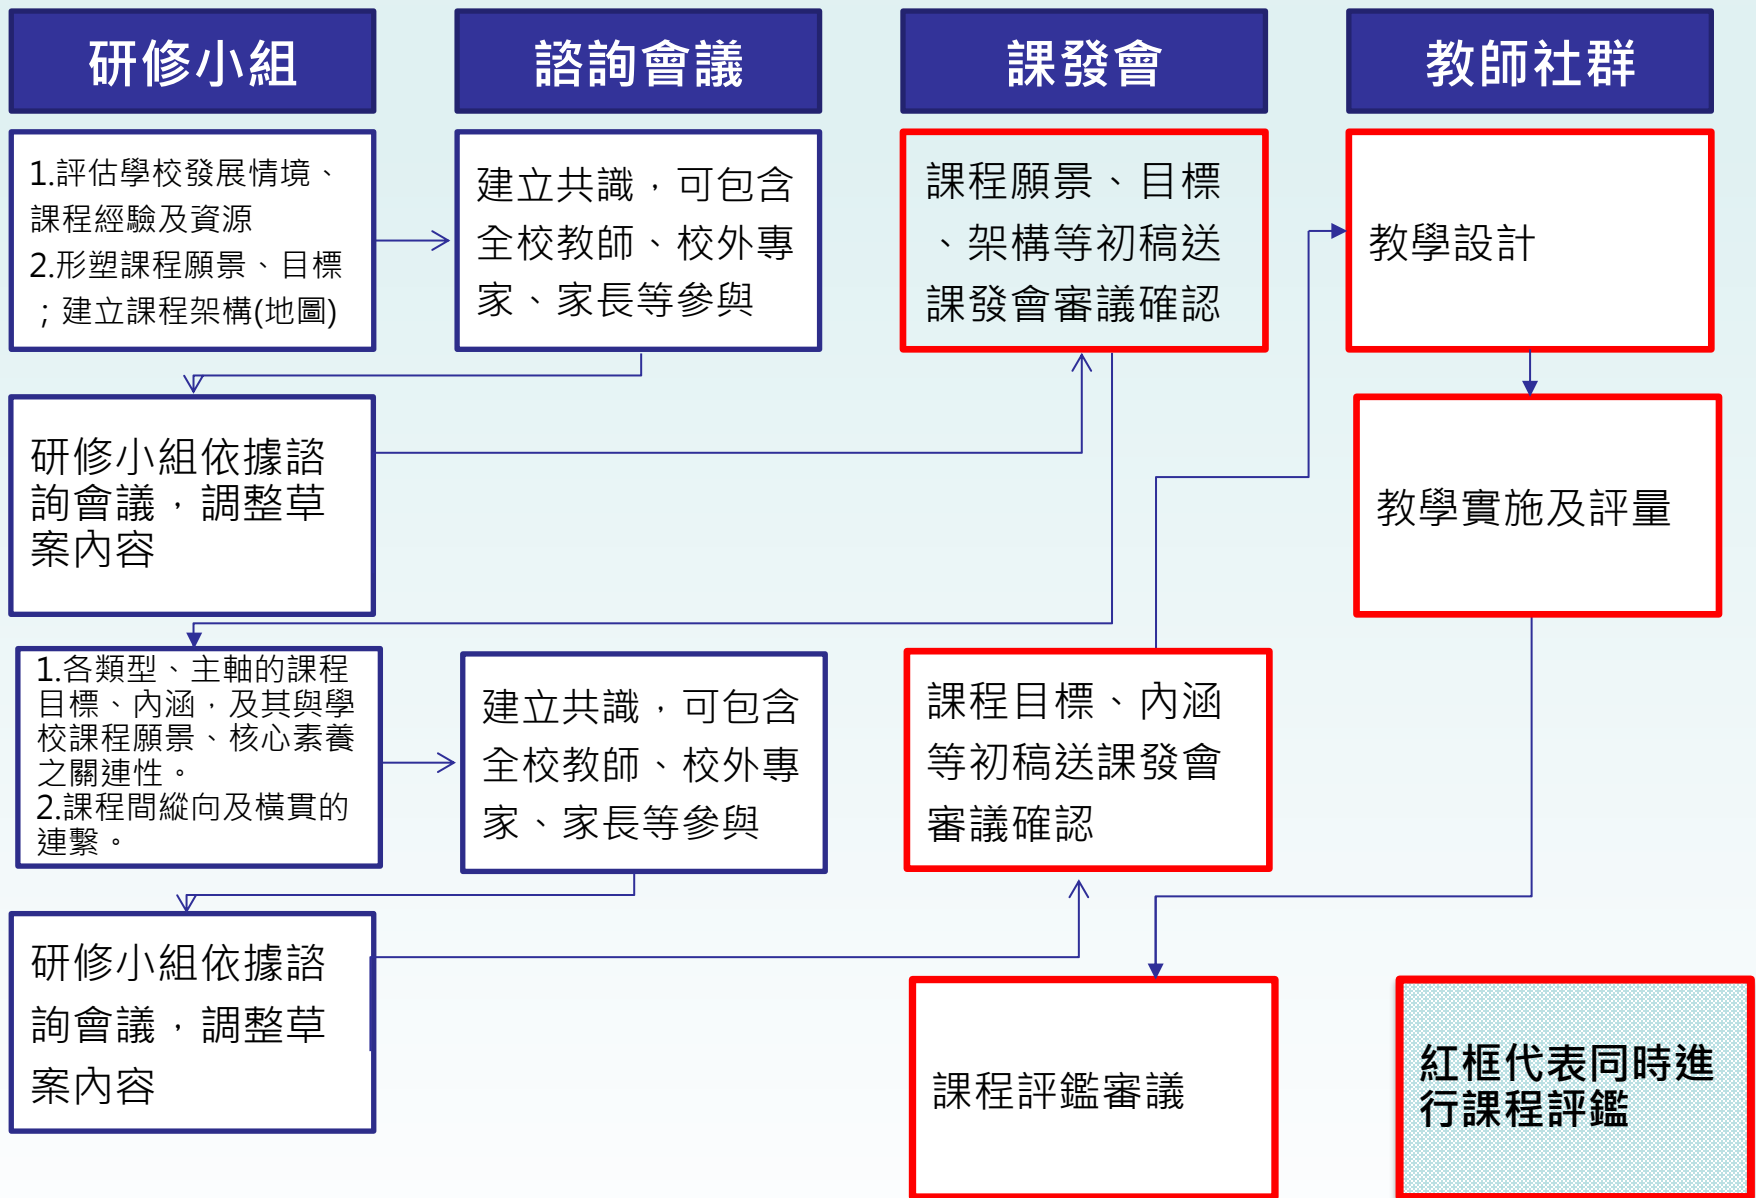 研修小組
諮詢會議
課發會
教師社群
1.評估學校發展情境、
課程經驗及資源
2.形塑課程願景、目標
；建立課程架構(地圖)
建立共識，可包含
全校教師、校外專
家、家長等參與
課程願景、目標
、架構等初稿送
課發會審議確認
教學設計
研修小組依據諮
詢會議，調整草
案內容
教學實施及評量
1.各類型、主軸的課程
目標、內涵，及其與學
校課程願景、核心素養
之關連性。
2.課程間縱向及橫貫的
連繫。
建立共識，可包含
全校教師、校外專
家、家長等參與
課程目標、內涵
等初稿送課發會
審議確認
研修小組依據諮
詢會議，調整草
案內容
課程評鑑審議
紅框代表同時進
行課程評鑑